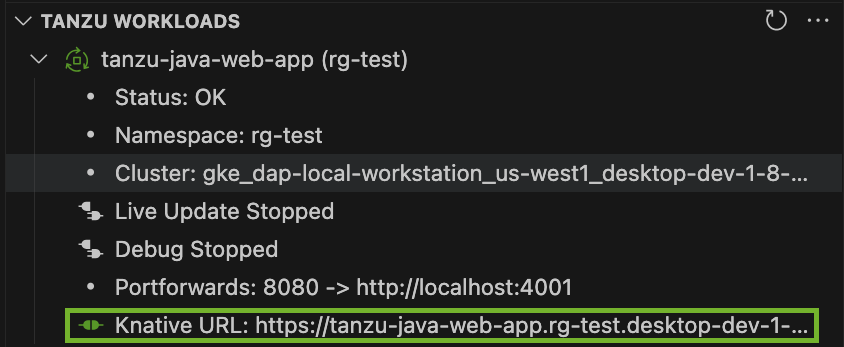 TANZU WORKLOADS
tanzu-java-web-app (rg-test)
• Status: OK
• Namespace: rg-test
• Cluster: gke_dap-local-workstation_us-west1_desktop-dev-1-8-...
Live Update Stopped
Debug Stopped
• Portforwards: 8080 -> http://localhost:4001
Knative URL: https://tanzu-java-web-app.rg-test.desktop-dev-1-...